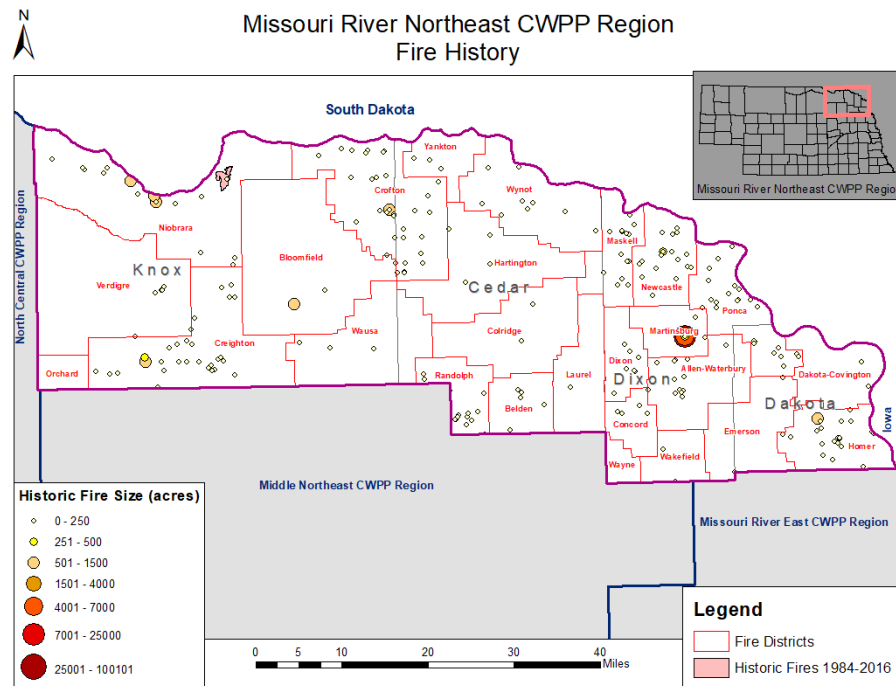 Missouri River Northeast CWPP Region
Fire History
N
South Dakota
Missouri River Northeast CWPP Region
North Central CWPP Region
Yankton
Crofton
Wynot
Niobrara
Maskell
Bloomfield
Hartington
Knox
Verdigre
Cedar
Newcastle
Ponca
Wausa
Colridge
Martinsburg
Creighton
Orchard
Randolph
Laurel
Dixon
Allen-Waterbury
Dakota-Covington
Dixon
Belden
Dakota
Iowa
Concord
Emerson
Homer
Wayne
Wakefield
Middle Northeast CWPP Region
Missouri River East CWPP Region
Historic Fire Size (acres)
0 - 250
251 - 500
501 - 1500
1501 - 4000
4001 - 7000
7001 - 25000
25001 - 100101
0 5 10 20 30 40
Miles
Legend
Fire Districts
Historic Fires 1984-2016